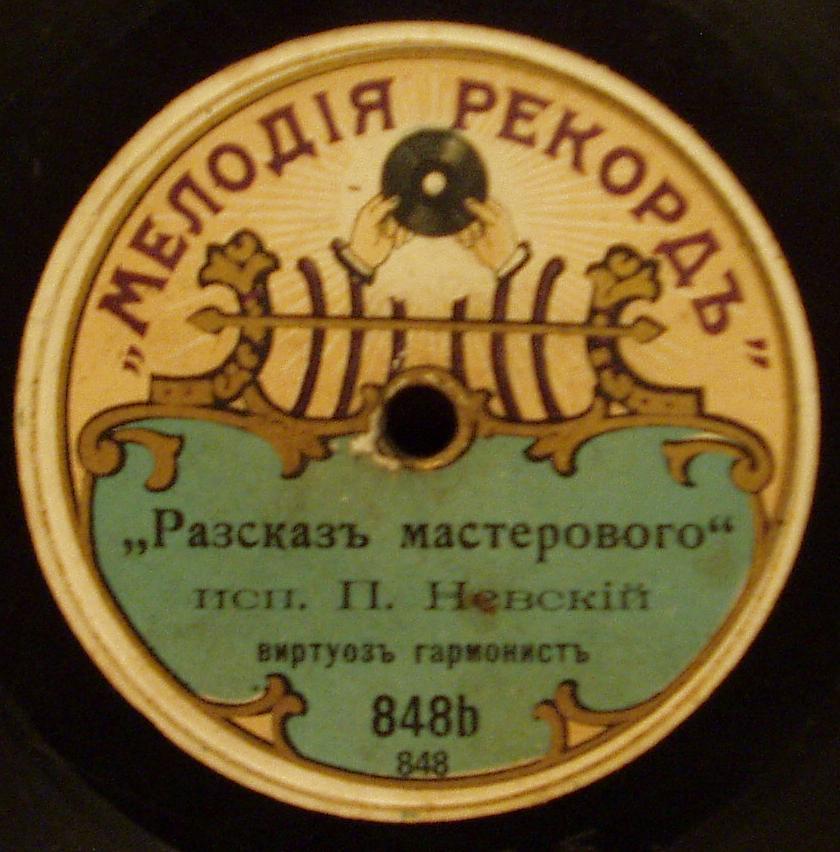 „МЕЛОДІЯ РЕКОРДЪ”
„Разсказъ мастерового“
исп. П. Невскій
виртуозъ гармонистъ
848b
848